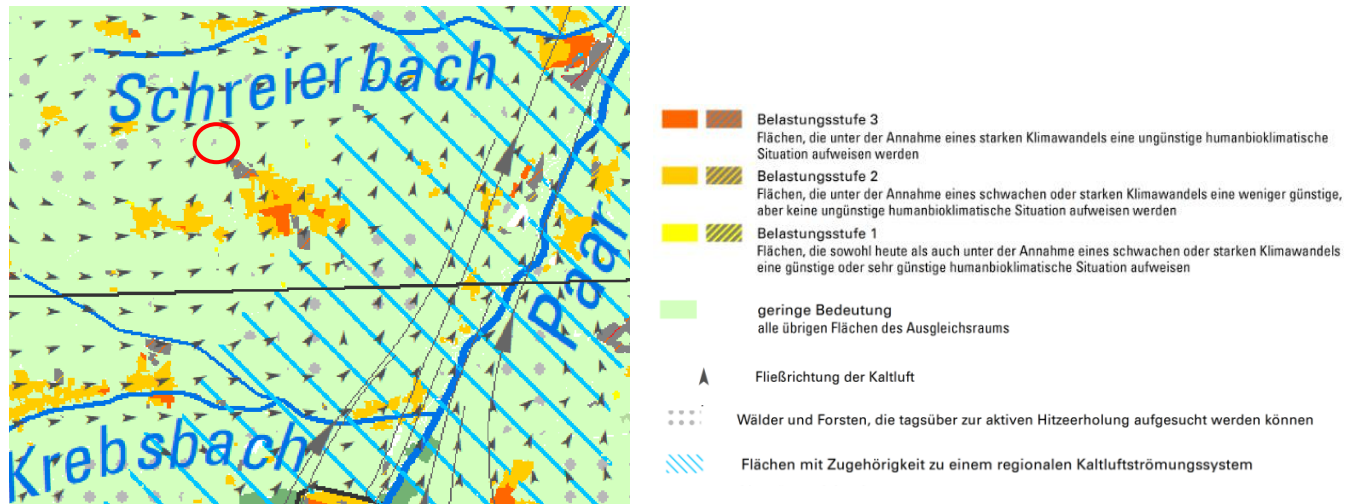 Schreierbach
Paar
Krebsbach
Belastungsstufe 3
Flächen, die unter der Annahme eines starken Klimawandels eine ungünstige humanbioklimatische
Situation aufweisen werden
Belastungsstufe 2
Flächen, die unter der Annahme eines schwachen oder starken Klimawandels eine weniger günstige,
aber keine ungünstige humanbioklimatische Situation aufweisen werden
Belastungsstufe 1
Flächen, die sowohl heute als auch unter der Annahme eines schwachen oder starken Klimawandels
eine günstige oder sehr günstige humanbioklimatische Situation aufweisen
geringe Bedeutung
alle übrigen Flächen des Ausgleichsraums
Fließrichtung der Kaltluft
Wälder und Forsten, die tagsüber zur aktiven Hitzeerholung aufgesucht werden können
Flächen mit Zugehörigkeit zu einem regionalen Kaltluftströmungssystem